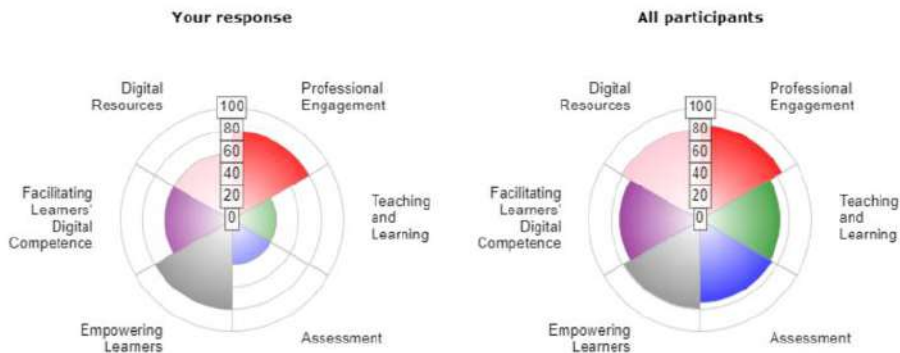 Your response
Digital
Resources
Professional
Engagement
100
80
60
40
20
0
Facilitating
Learners'
Digital
Competence
Teaching
and
Learning
Empowering
Learners
Assessment
All participants
Digital
Resources
Professional
Engagement
100
80
60
40
20
0
Facilitating
Learners'
Digital
Competence
Teaching
and
Learning
Empowering
Learners
Assessment